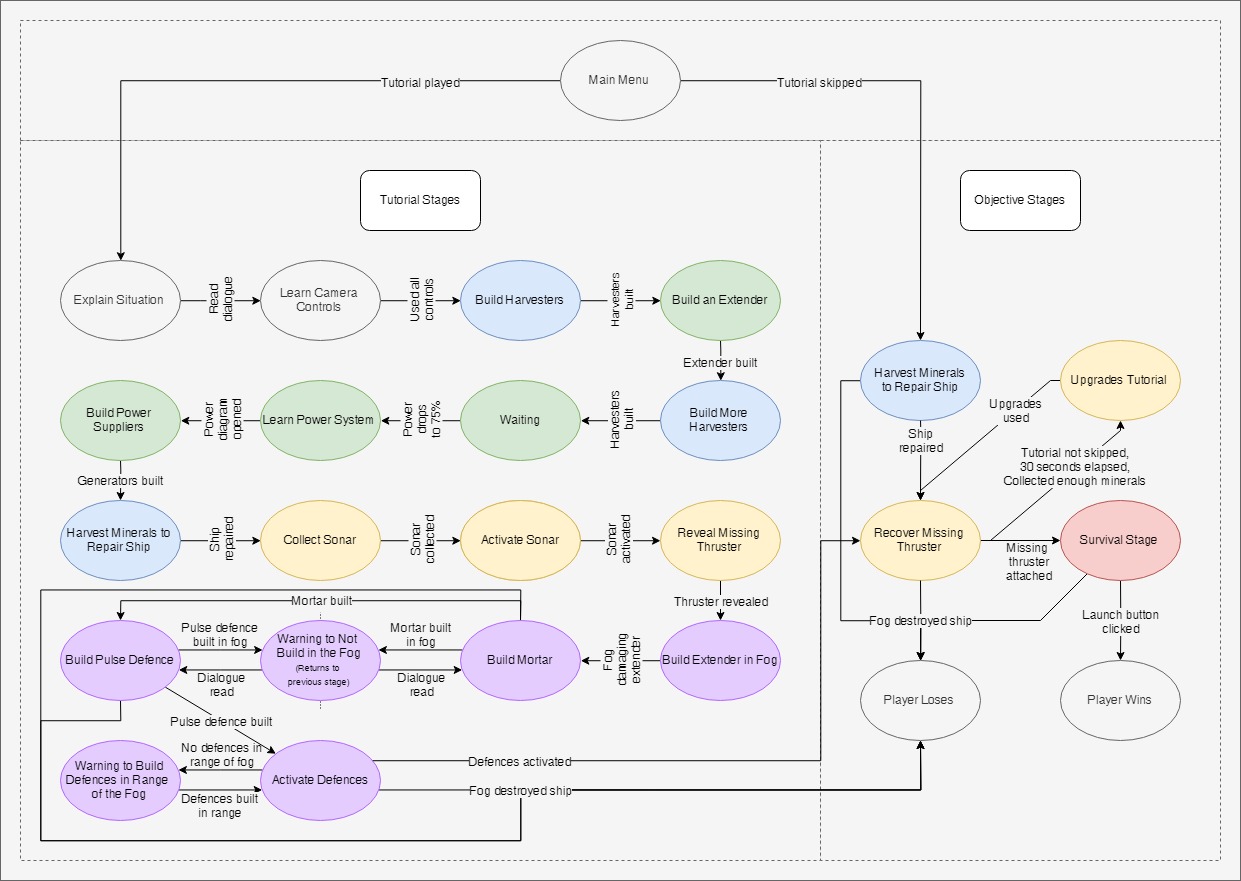 Main Menu
Tutorial played
Tutorial skipped
Tutorial Stages
Objective Stages
Explain Situation
Read
dialogue
Learn Camera
Controls
Used all
controls
Build Harvesters
Harvesters
built
Build an Extender
Extender built
Build Power
Suppliers
Power
diagram
opened
Learn Power System
Power
drops
to 75%
Waiting
Harvesters
built
Build More
Harvesters
Generators built
Harvest Minerals to
Repair Ship
Ship
repaired
Collect Sonar
Sonar
collected
Activate Sonar
Sonar
activated
Reveal Missing
Thruster
Thruster revealed
Mortar built
Build Pulse Defence
Pulse defence
built in fog
Dialogue
read
Warning to Not
Build in the Fog
(Returns to
previous stage)
Mortar built
in fog
Dialogue
read
Build Mortar
Fog
damaging
extender
Build Extender in Fog
Pulse defence built
Warning to Build
Defences in Range
of the Fog
No defences in
range of fog
Defences built
in range
Activate Defences
Defences activated
Fog destroyed ship
Harvest Minerals
to Repair Ship
Upgrades Tutorial
Upgrades
used
Ship
repaired
Tutorial not skipped,
30 seconds elapsed,
Collected enough minerals
Recover Missing
Thruster
Missing
thruster
attached
Survival Stage
Fog destroyed ship
Launch button
clicked
Player Loses
Player Wins